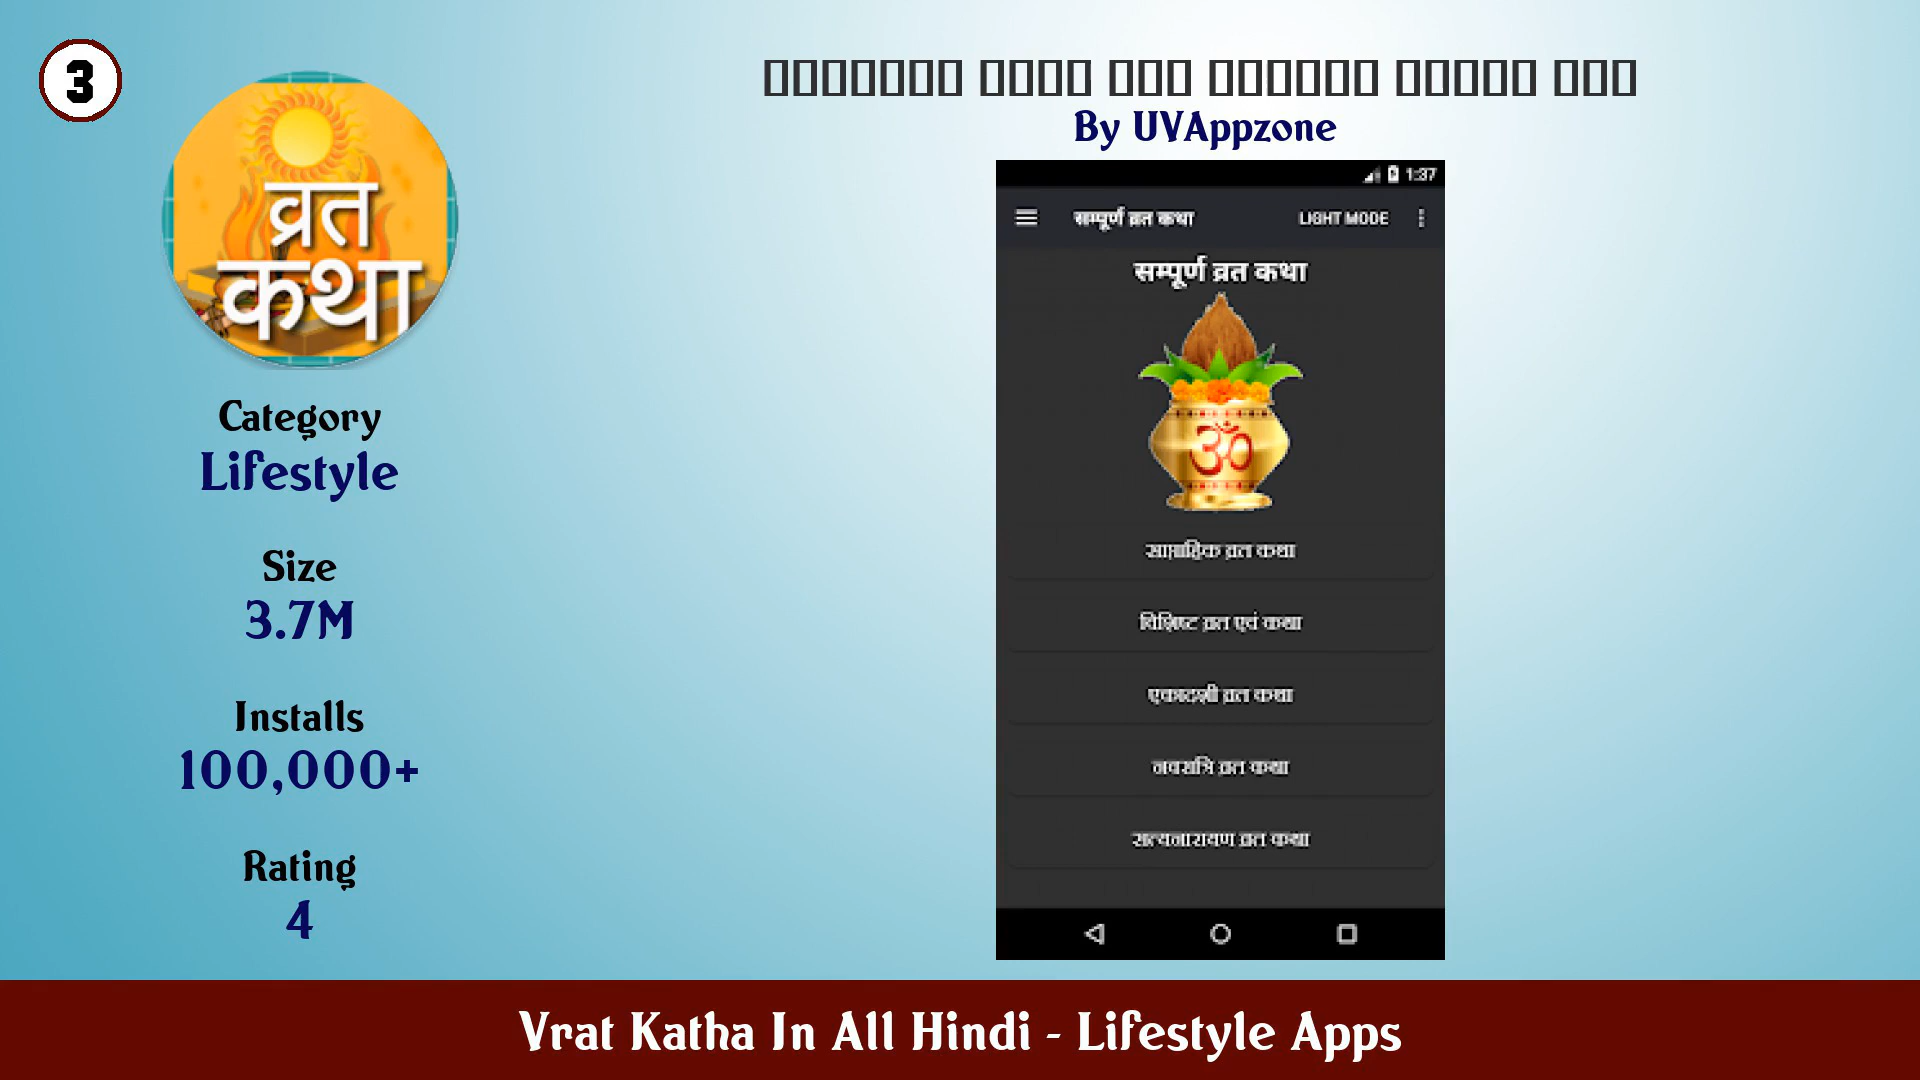 3
व्रत
कथा
By UVAppzone
1:37
सम्पूर्ण व्रत कथा
LIGHT MODE
सम्पूर्ण व्रत कथा
ॐ
साप्ताहिक व्रत कथा
विशिष्ट व्रत एवं कथा
एकादशी व्रत कथा
नवरात्रि व्रत कथा
सत्यनारायण व्रत कथा
Category
Lifestyle
Size
3.7M
Installs
100,000+
Rating
4
Vrat Katha In All Hindi - Lifestyle Apps